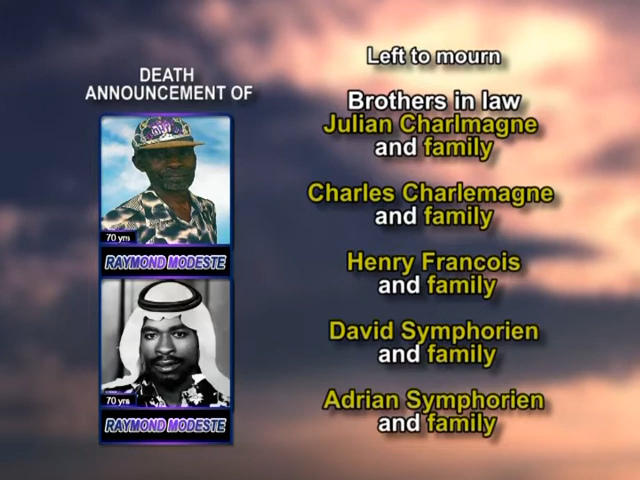 DEATH
ANNOUNCEMENT OF
70 yrs
RAYMOND MODESTE
70 yrs
RAYMOND MODESTE
Left to mourn
Brothers in law
Julian Charlmagne
and family
Charles Charlemagne
and family
Henry Francois
and family
David Symphorien
and family
Adrian Symphorien
and family